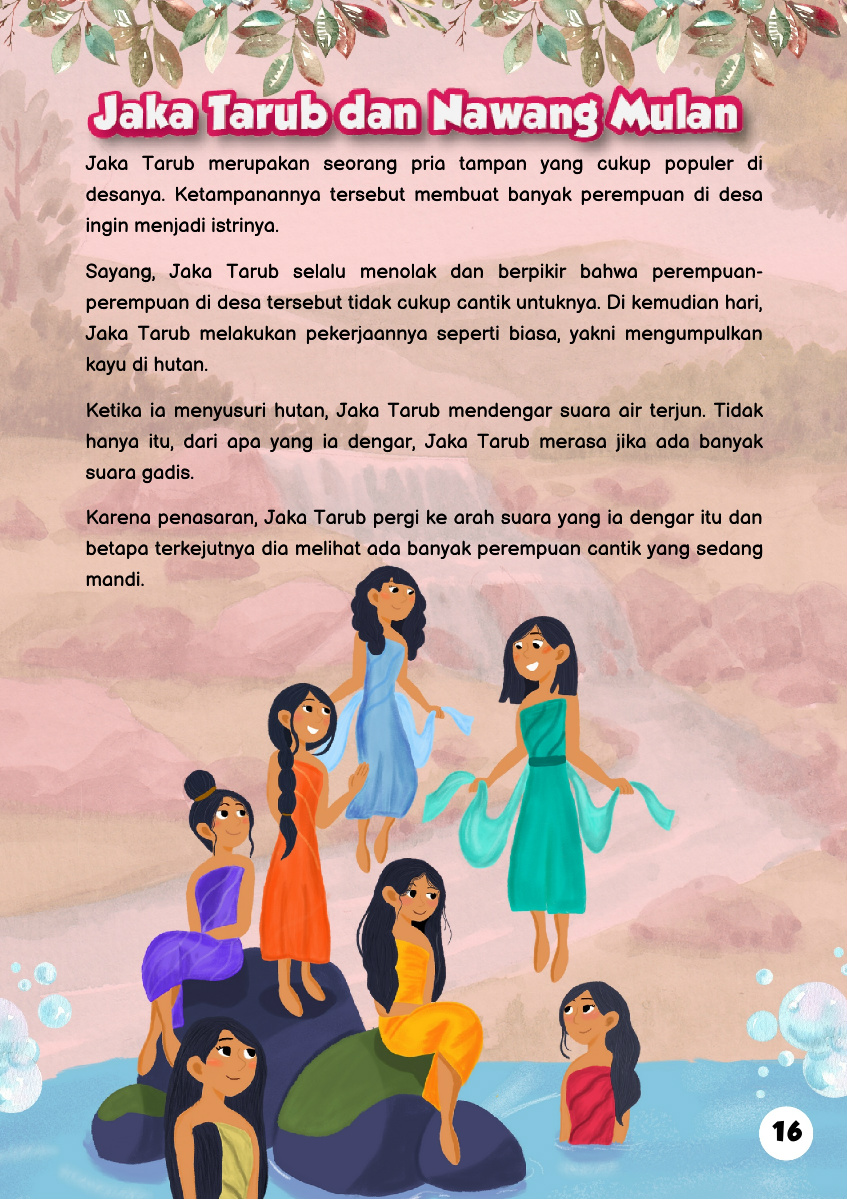 Jaka Tarub dan Nawang Mulan
Jaka Tarub merupakan seorang pria tampan yang cukup populer di
desanya. Ketampanannya tersebut membuat banyak perempuan di desa
ingin menjadi istrinya.
Sayang, Jaka Tarub selalu menolak dan berpikir bahwa perempuan-
perempuan di desa tersebut tidak cukup cantik untuknya. Di kemudian hari,
Jaka Tarub melakukan pekerjaannya seperti biasa, yakni mengumpulkan
kayu di hutan.
Ketika ia menyusuri hutan, Jaka Tarub mendengar suara air terjun. Tidak
hanya itu, dari apa yang ia dengar, Jaka Tarub merasa jika ada banyak
suara gadis.
Karena penasaran, Jaka Tarub pergi ke arah suara yang ia dengar itu dan
betapa terkejutnya dia melihat ada banyak perempuan cantik yang sedang
mandi.
16